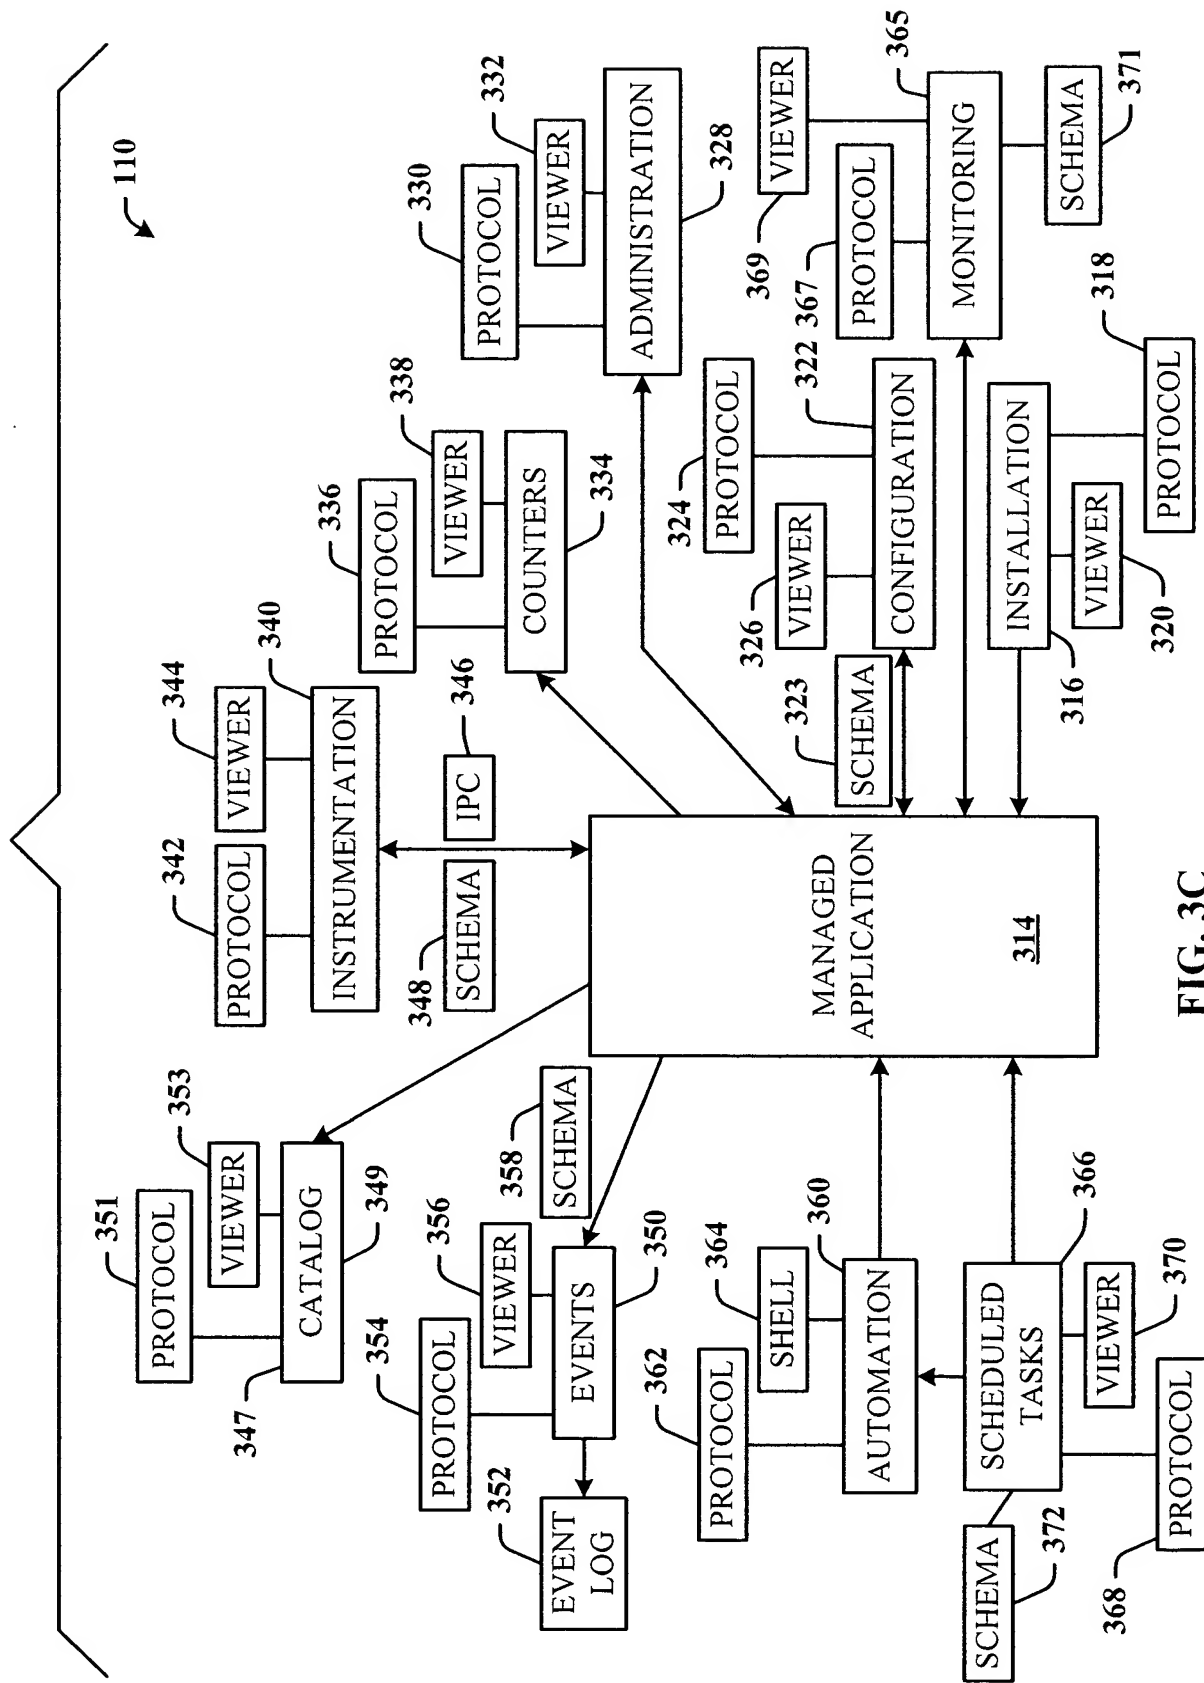 110
351
PROTOCOL
353
VIEWER
CATALOG
347
349
342
PROTOCOL
344
VIEWER
340
INSTRUMENTATION
348
SCHEMA
IPC
346
336
PROTOCOL
338
VIEWER
COUNTERS
334
330
PROTOCOL
332
VIEWER
ADMINISTRATION
328
354
PROTOCOL
356
VIEWER
358
SCHEMA
352
EVENT
LOG
EVENTS
350
362
PROTOCOL
364
SHELL
360
AUTOMATION
SCHEDULED
TASKS
366
SCHEMA
372
VIEWER
370
368
PROTOCOL
MANAGED
APPLICATION
314
323
SCHEMA
326
VIEWER
324
PROTOCOL
322
CONFIGURATION
369
VIEWER
367
PROTOCOL
365
MONITORING
SCHEMA
371
INSTALLATION
316
VIEWER
320
PROTOCOL
318
FIG. 3C